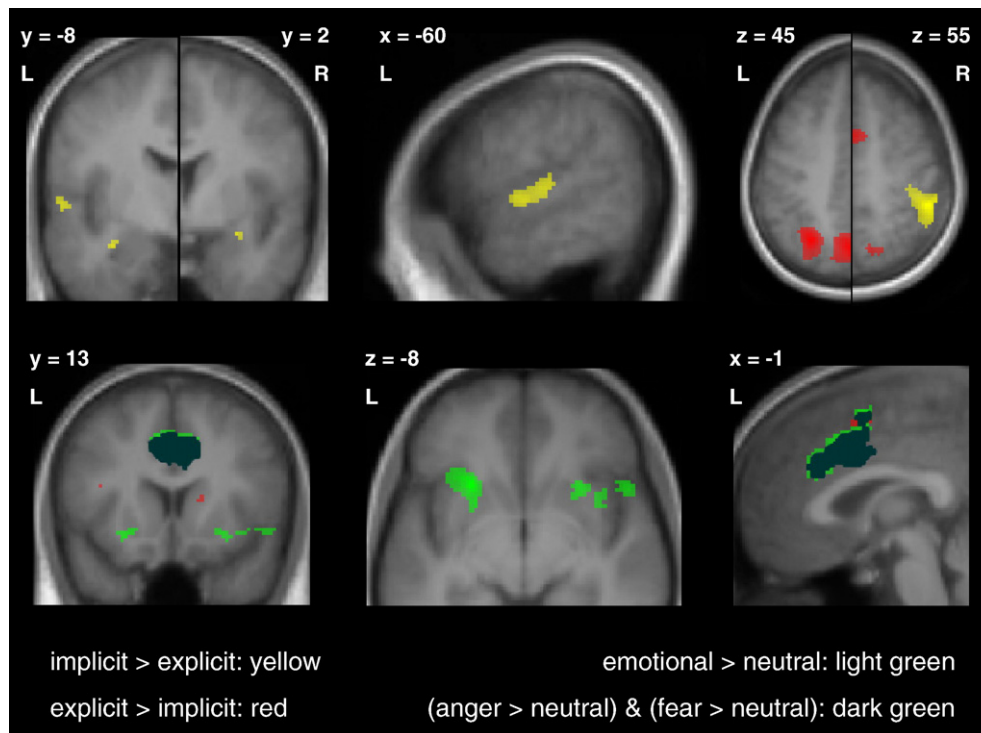 y = -8
y = 2
x = -60
z = 45
z = 55
L
R
L
L
R
y = 13
z = -8
x = -1
L
L
L
implicit > explicit: yellow
emotional > neutral: light green
explicit > implicit: red
(anger > neutral) & (fear > neutral): dark green